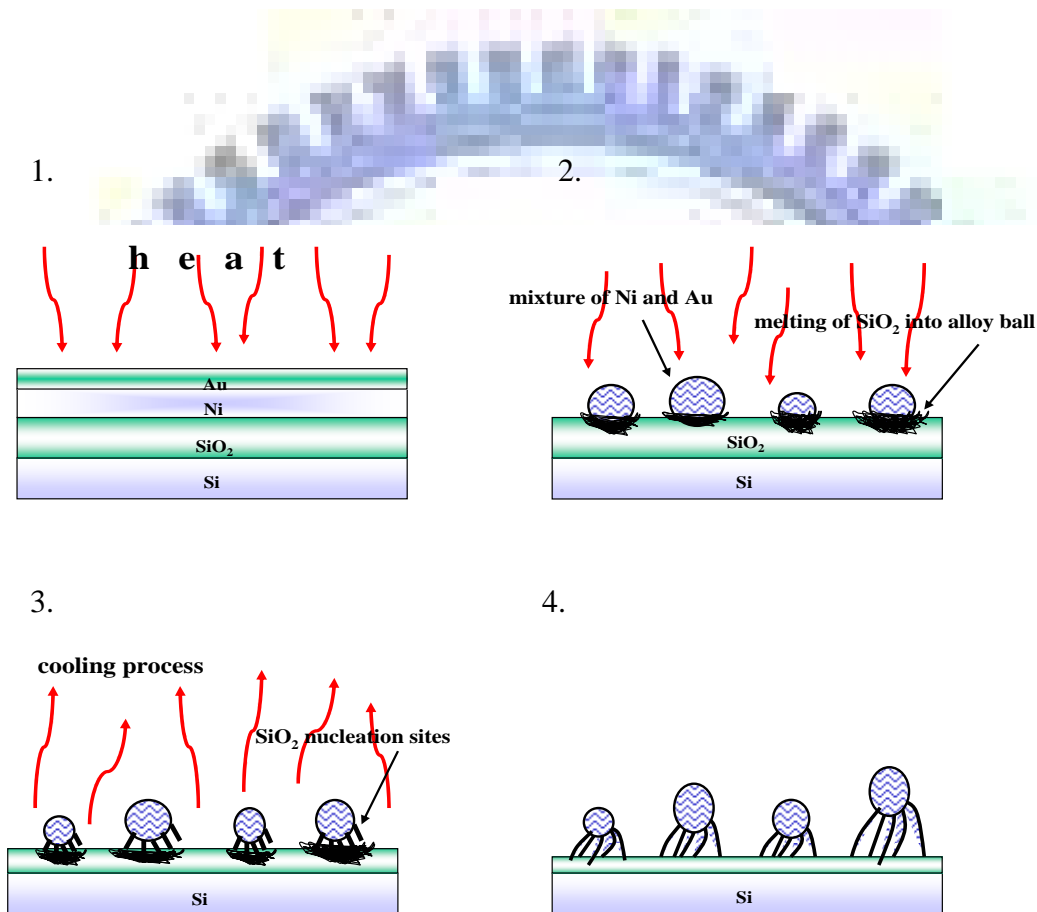 1.
2.
h e a t
mixture of Ni and Au
melting of SiO₂ into alloy ball
Au
Ni
SiO₂
Si
SiO₂
Si
3.
4.
cooling process
SiO₂ nucleation sites
Si
Si